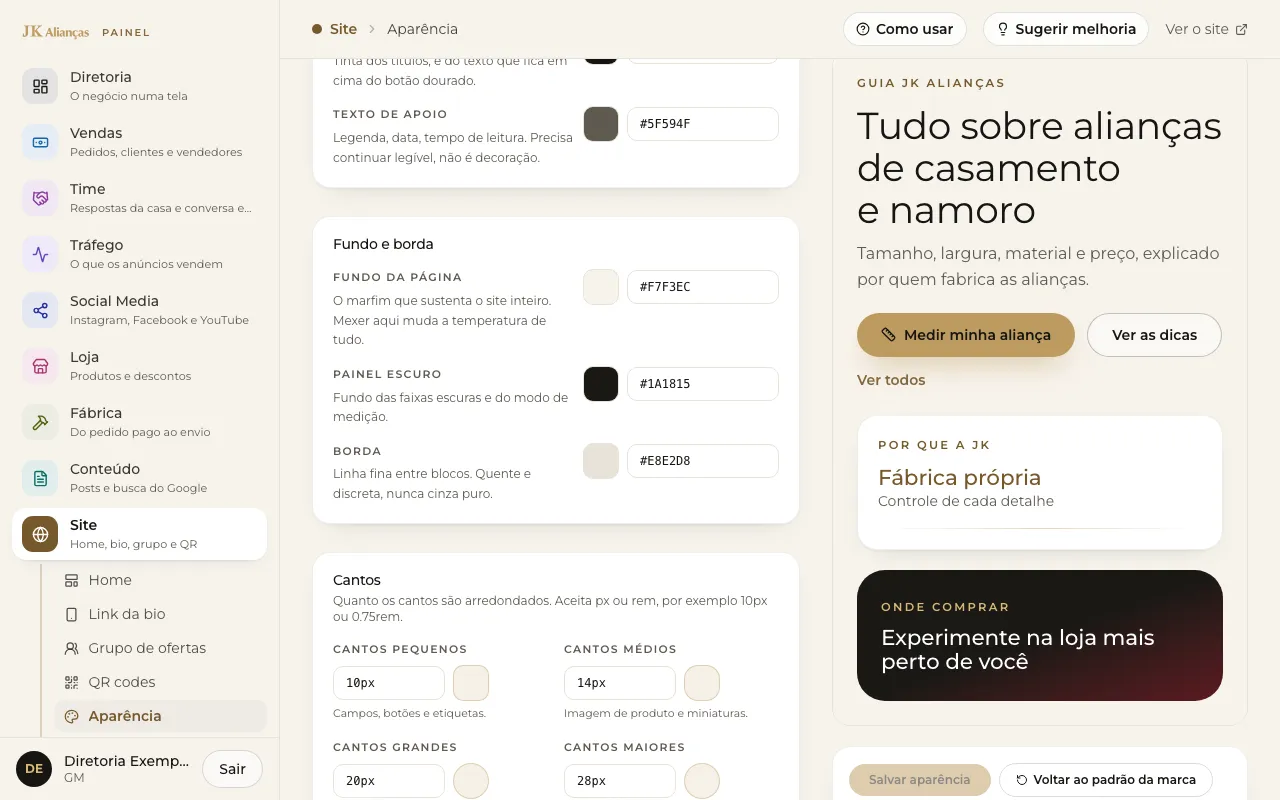 JK Alianças PAINEL
Diretoria
O negócio numa tela
Vendas
Pedidos, clientes e vendedores
Time
Respostas da casa e conversa e...
Tráfego
O que os anúncios vendem
Social Media
Instagram, Facebook e YouTube
Loja
Produtos e descontos
Fábrica
Do pedido pago ao envio
Conteúdo
Posts e busca do Google
Site
Home, bio, grupo e QR
Home
Link da bio
Grupo de ofertas
QR codes
Aparência
DE
Diretoria Exemp...
GM
Sair
Site
Aparência
Como usar
Sugerir melhoria
Ver o site
Tinta dos títulos, e do texto que fica em
cima do botão dourado.
TEXTO DE APOIO
Legenda, data, tempo de leitura. Precisa
continuar legível, não é decoração.
#5F594F
Fundo e borda
FUNDO DA PÁGINA
O marfim que sustenta o site inteiro.
Mexer aqui muda a temperatura de
tudo.
#F7F3EC
PAINEL ESCURO
Fundo das faixas escuras e do modo de
medição.
#1A1815
BORDA
Linha fina entre blocos. Quente e
discreta, nunca cinza puro.
#E8E2D8
Cantos
Quanto os cantos são arredondados. Aceita px ou rem, por exemplo 10px
ou 0.75rem.
CANTOS PEQUENOS
10px
Campos, botões e etiquetas.
CANTOS MÉDIOS
14px
Imagem de produto e miniaturas.
CANTOS GRANDES
20px
CANTOS MAIORES
28px
GUIA JK ALIANÇAS
Tudo sobre alianças
de casamento
e namoro
Tamanho, largura, material e preço, explicado
por quem fabrica as alianças.
Medir minha aliança
Ver as dicas
Ver todos
POR QUE A JK
Fábrica própria
Controle de cada detalhe
ONDE COMPRAR
Experimente na loja mais
perto de você
Salvar aparência
Voltar ao padrão da marca